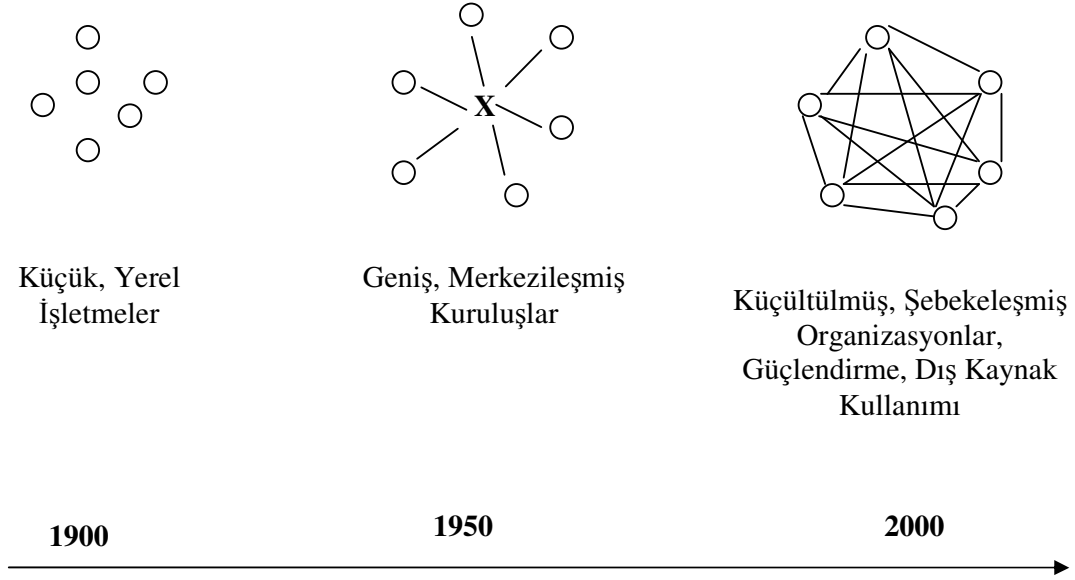 X
Küçük, Yerel
İşletmeler
Geniş, Merkezileşmiş
Kuruluşlar
Küçültülmüş, Şebekeleşmiş
Organizasyonlar,
Güçlendirme, Dış Kaynak
Kullanımı
1900
1950
2000